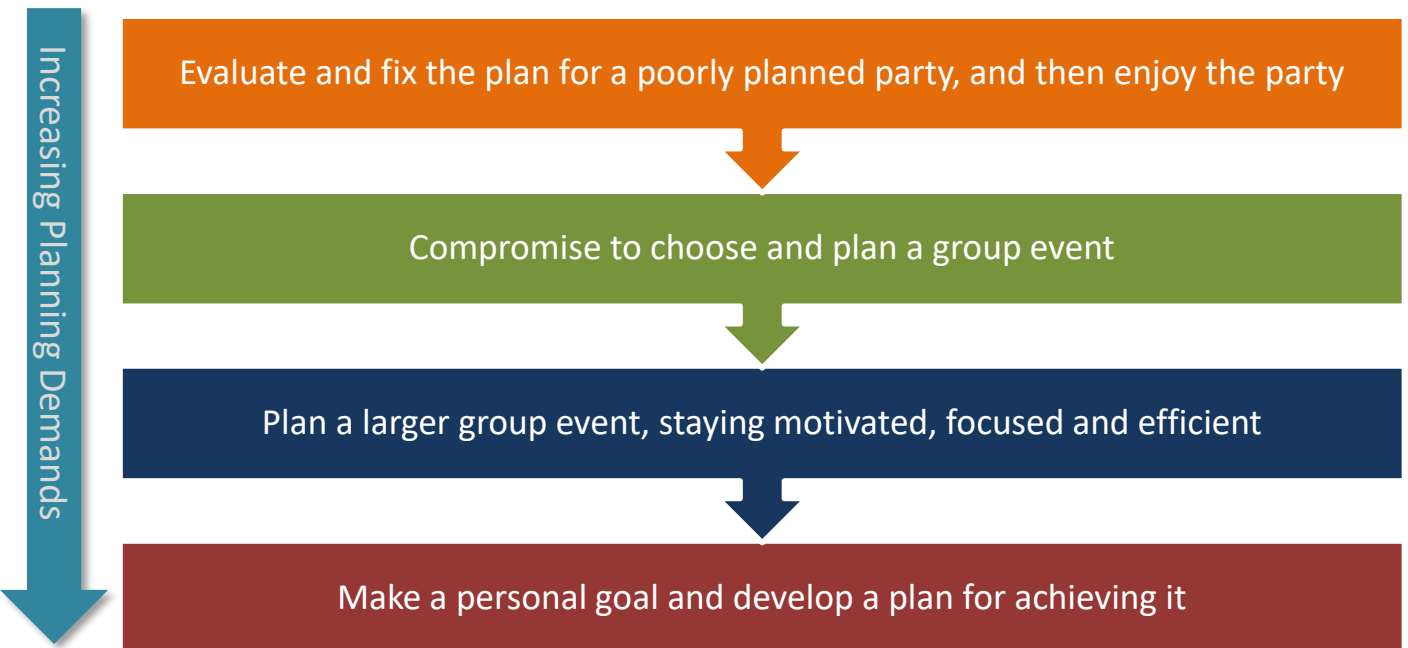 Increasing Planning Demands
Evaluate and fix the plan for a poorly planned party, and then enjoy the party
Compromise to choose and plan a group event
Plan a larger group event, staying motivated, focused and efficient
Make a personal goal and develop a plan for achieving it